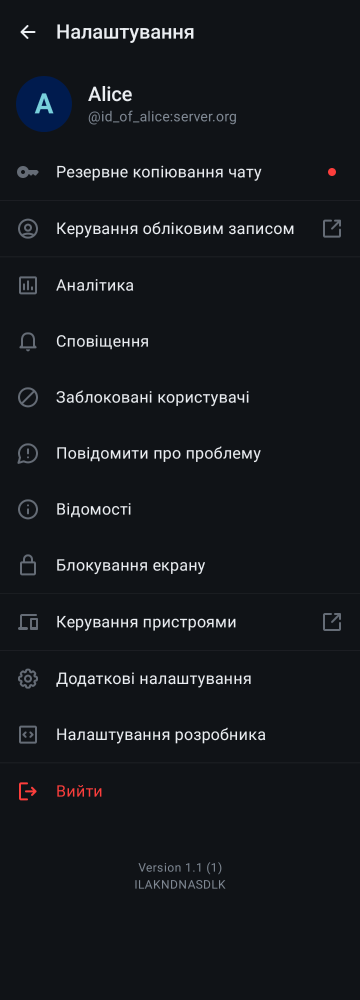 Налаштування
A
Alice
@id_of_alice:server.org
Резервне копіювання чату
Керування обліковим записом
Аналітика
Сповіщення
Заблоковані користувачі
Повідомити про проблему
Відомості
Блокування екрану
Керування пристроями
Додаткові налаштування
Налаштування розробника
Вийти
Version 1.1 (1)
ILAKNDNASDLK